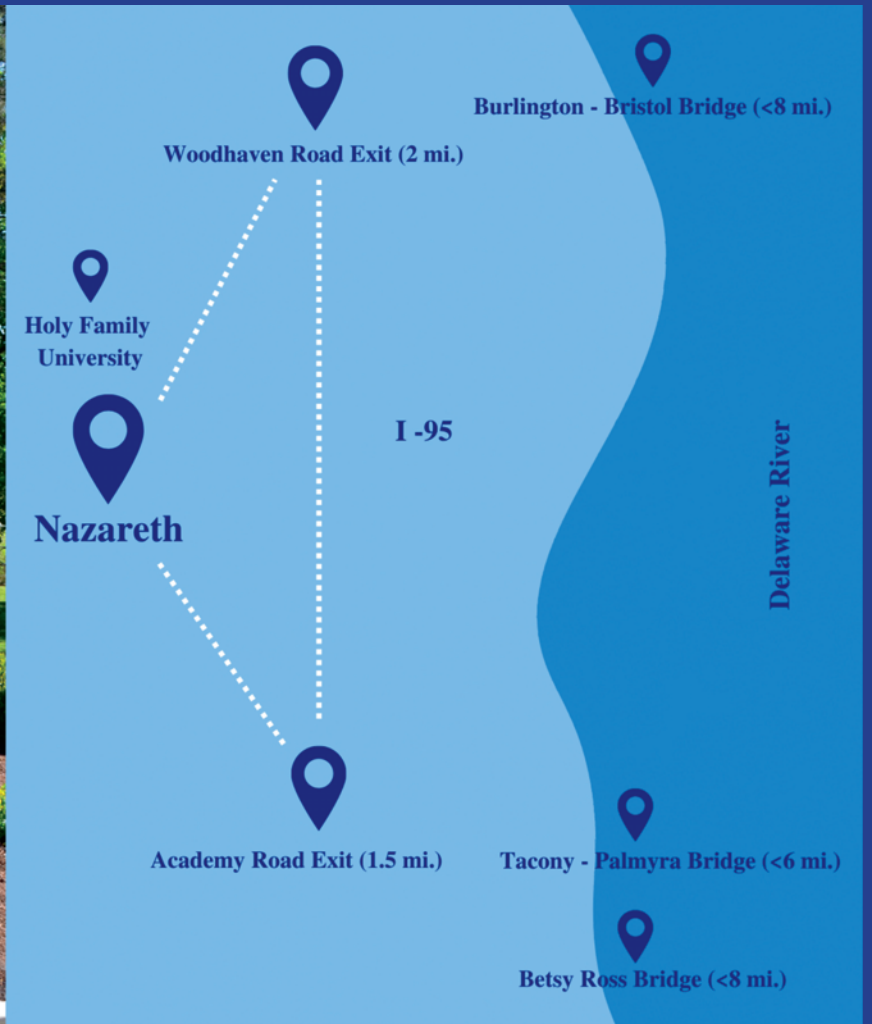 Burlington - Bristol Bridge (<8 mi.)
Woodhaven Road Exit (2 mi.)
Holy Family
University
I -95
Nazareth
Delaware River
Academy Road Exit (1.5 mi.)
Tacony - Palmyra Bridge (<6 mi.)
Betsy Ross Bridge (<8 mi.)